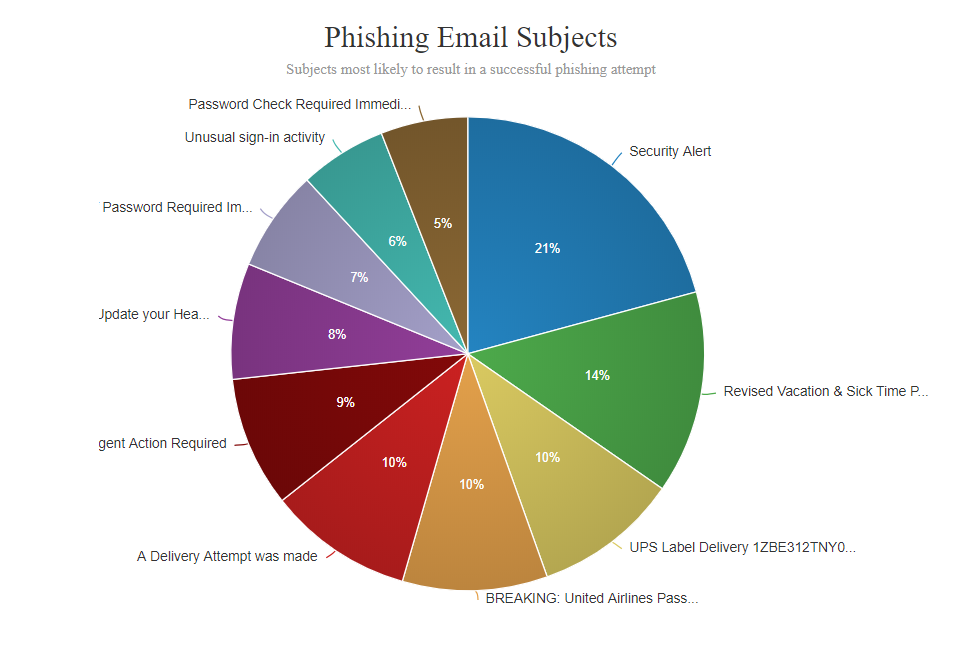 Phishing Email Subjects
Subjects most likely to result in a successful phishing attempt
Password Check Required Immedi...
Unusual sign-in activity
Security Alert
Password Required Im...
Update your Hea...
gent Action Required
A Delivery Attempt was made
BREAKING: United Airlines Pass...
UPS Label Delivery 1ZBE312TNY0...
Revised Vacation & Sick Time P...
5%
6%
7%
8%
9%
10%
10%
10%
14%
21%